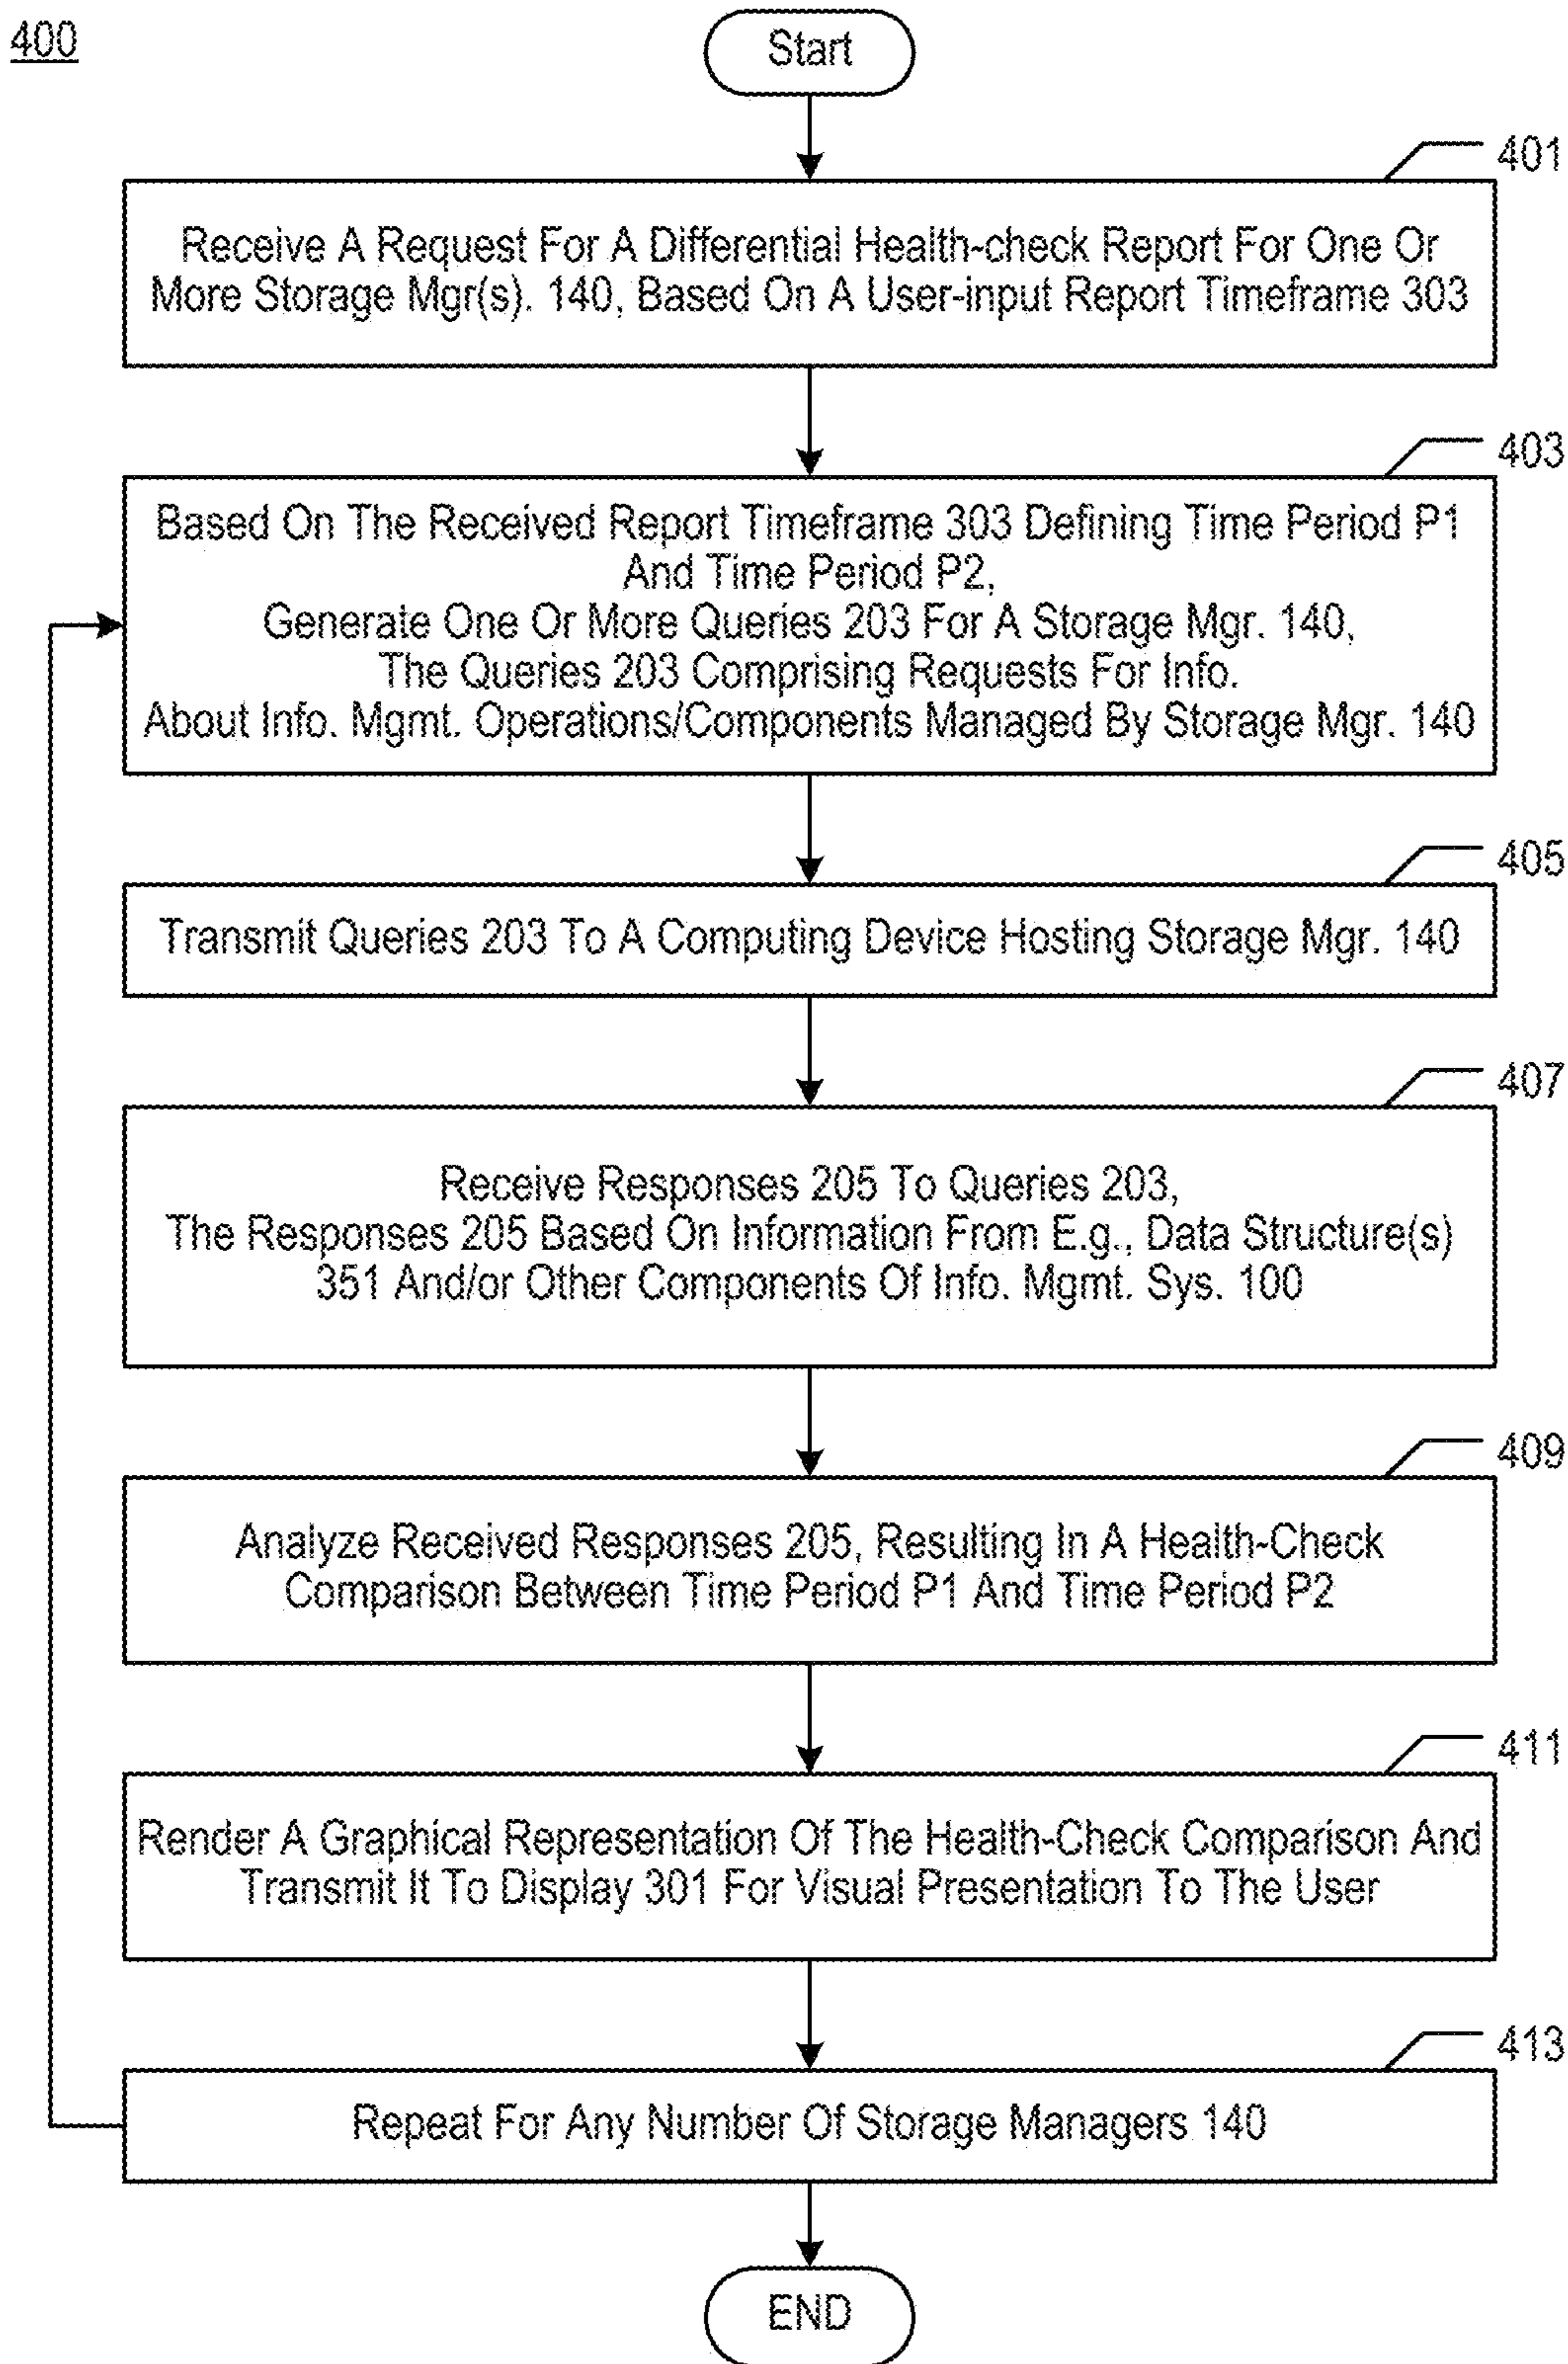 400
Start
401
Receive A Request For A Differential Health-check Report For One Or
More Storage Mgr(s). 140, Based On A User-input Report Timeframe 303
403
Based On The Received Report Timeframe 303 Defining Time Period P1
And Time Period P2,
Generate One Or More Queries 203 For A Storage Mgr. 140,
The Queries 203 Comprising Requests For Info.
About Info. Mgmt. Operations/Components Managed By Storage Mgr. 140
405
Transmit Queries 203 To A Computing Device Hosting Storage Mgr. 140
407
Receive Responses 205 To Queries 203,
The Responses 205 Based On Information From E.g., Data Structure(s)
351 And/or Other Components Of Info. Mgmt. Sys. 100
409
Analyze Received Responses 205, Resulting In A Health-Check
Comparison Between Time Period P1 And Time Period P2
411
Render A Graphical Representation Of The Health-Check Comparison And
Transmit It To Display 301 For Visual Presentation To The User
413
Repeat For Any Number Of Storage Managers 140
END